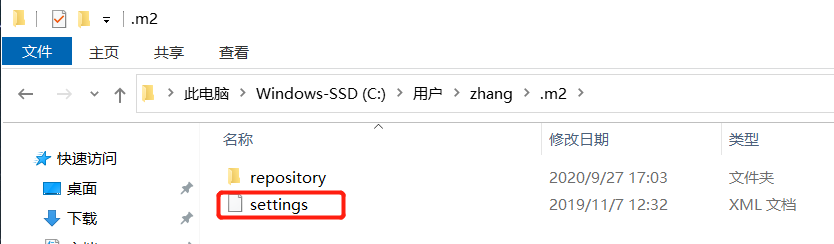 .m2
文件 主页 共享 查看
此电脑 Windows-SSD (C:) 用户 zhang .m2
名称 修改日期 类型
快速访问
repository 2020/9/27 17:03 文件夹
桌面
settings 2019/11/7 12:32 XML 文档
下载